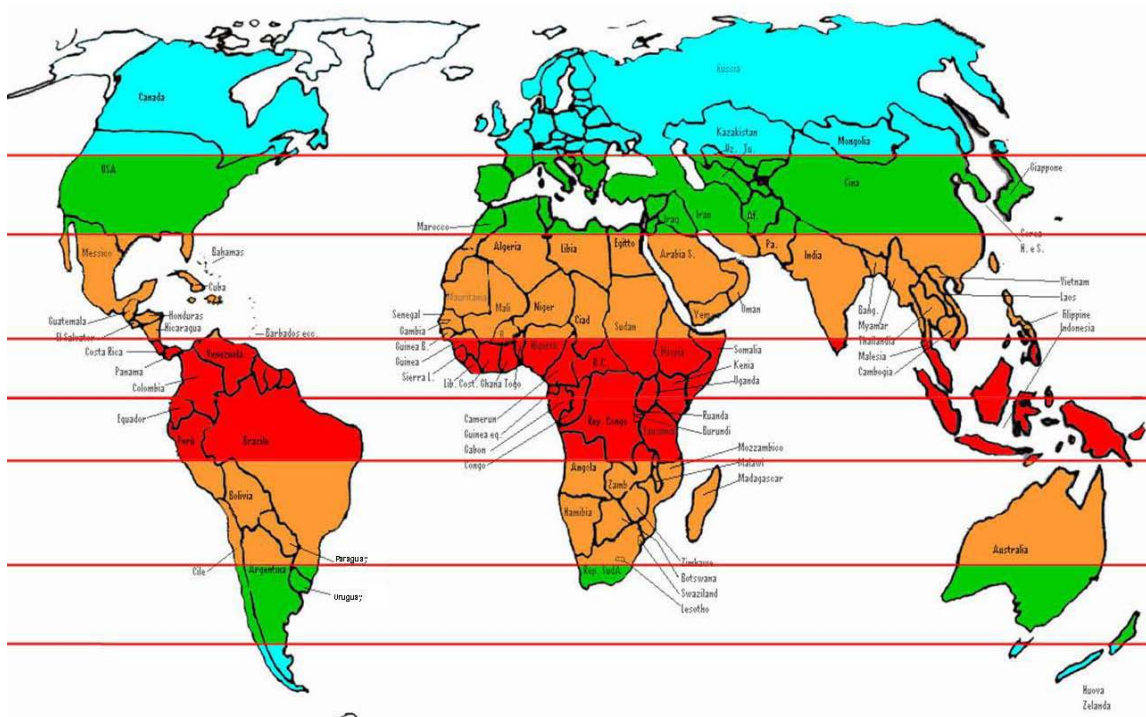 Russia
Canada
Kazakistan
Mongolia
Uz.
Tu.
USA
Cina
Giappone
Marocco
Iraq
Iran
Af.
Corea
N. e S.
Messico
Bahamas
Algeria
Libia
Egitto
Arabia S.
Pa.
India
Cuba
Mauritania
Mali
Niger
Ciad
Sudan
Yem.
Oman
Bang.
Myamar
Thailandia
Malesia
Cambogia
Vietnam
Laos
filippine
Indonesia
Guatemala
El Salvator
Honduras
Nicaragua
Barbados ecc.
Senegal
Gambia
Guinea B.
Guinea
Sierra L.
Lib.
Cost.
Ghana
Togo
Nigeria
R.C.
Etiopia
Somalia
Kenia
Uganda
Costa Rica
Panama
Venezuela
Colombia
Equador
Perù
Brasile
Camerun
Guinea eq.
Gabon
Congo
Rep. Congo
Tanzania
Ruanda
Burundi
Mozzambico
Malawi
Madagascar
Angola
Zamb.
Namibia
Bolivia
Paraguay
Cile
Argentina
Uruguay
Rep. SudA.
Zimbawe
Botswana
Swaziland
Lesotho
Australia
Nuova
Zelanda